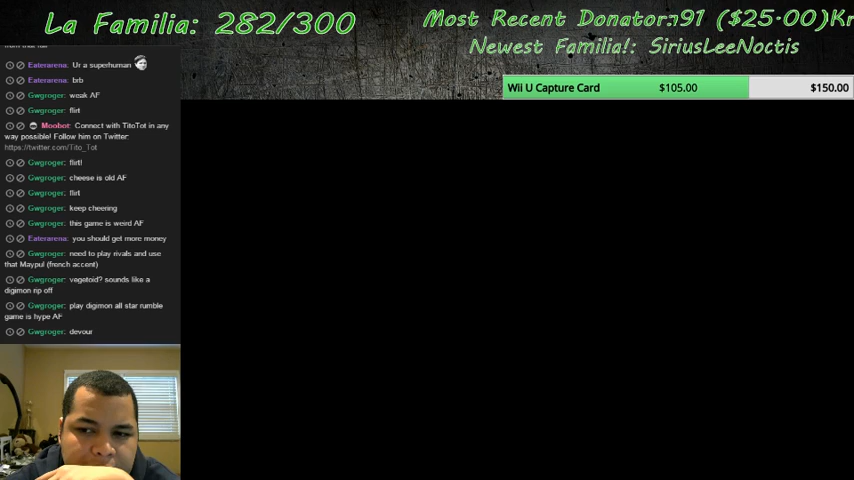 La Familia: 282/300
Most Recent Donator:
91 ($25.00)Kr
Newest Familia!: SiriusLeeNoctis
Wii U Capture Card $105.00 $150.00
Eaterarena: Ur a superhuman
Eaterarena: brb
Gwgroger: weak AF
Gwgroger: flirt
Moobot: Connect with TitoTot in any
way possible! Follow him on Twitter:
https://twitter.com/Tito_Tot
Gwgroger: flirt!
Gwgroger: cheese is old AF
Gwgroger: flirt
Gwgroger: keep cheering
Gwgroger: this game is weird AF
Eaterarena: you should get more money
Gwgroger: need to play rivals and use
that Maypul (french accent)
Gwgroger: vegetoid? sounds like a
digimon rip off
Gwgroger: play digimon all star rumble
game is hype AF
Gwgroger: devour